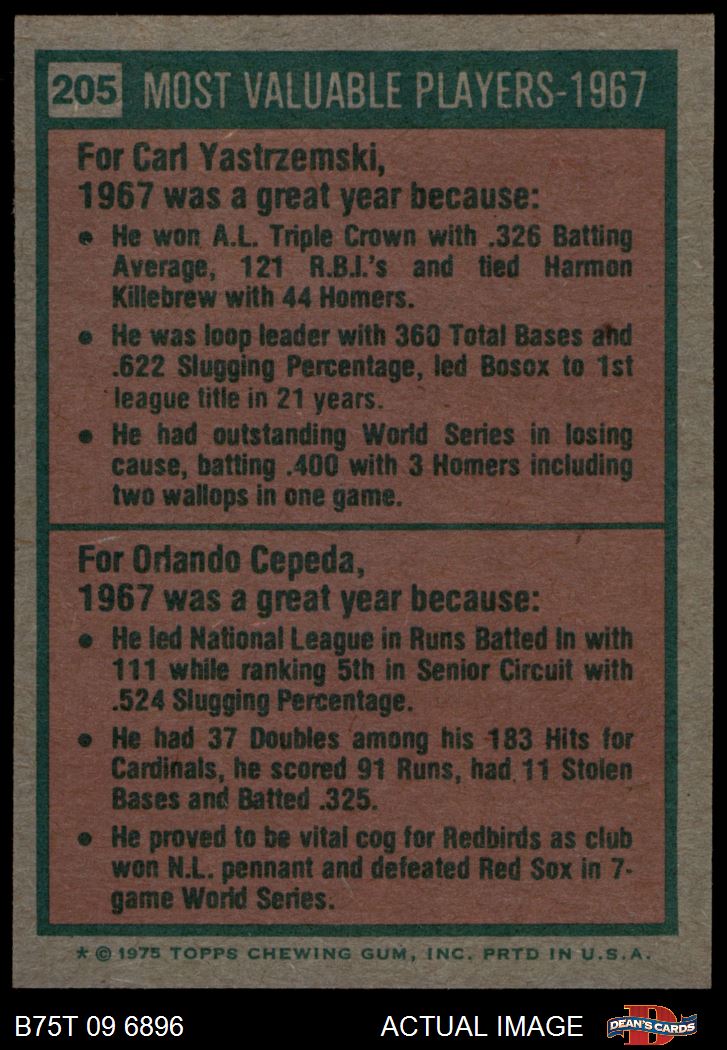 205 MOST VALUABLE PLAYERS-1967
For Carl Yastrzemski,
1967 was a great year because:
• He won A.L. Triple Crown with .326 Batting
Average, 121 R.B.I.'s and tied Harmon
Killebrew with 44 Homers.
• He was loop leader with 360 Total Bases and
.622 Slugging Percentage, led Bosox to 1st
league title in 21 years.
• He had outstanding World Series in losing
cause, batting .400 with 3 Homers including
two wallops in one game.
For Orlando Cepeda,
1967 was a great year because:
• He led National League in Runs Batted In with
111 while ranking 5th in Senior Circuit with
.524 Slugging Percentage.
• He had 37 Doubles among his 183 Hits for
Cardinals, he scored 91 Runs, had 11 Stolen
Bases and Batted .325.
• He proved to be vital cog for Redbirds as club
won N.L. pennant and defeated Red Sox in 7-
game World Series.
* © 1975 TOPPS CHEWING GUM, INC. PRTD IN U.S.A.
B75T 09 6896 ACTUAL IMAGE D DEAN'S CARDS